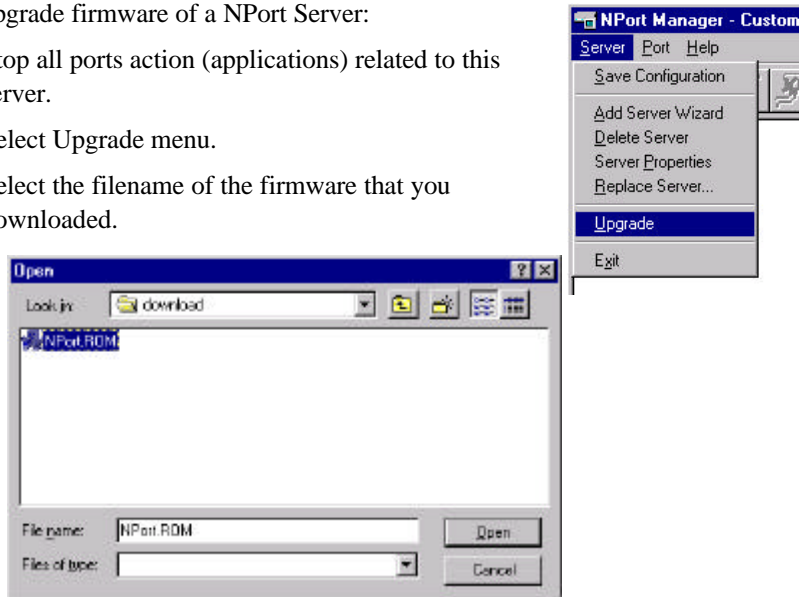 pgrade firmware of a NPort Server:
top all ports action (applications) related to this
erver.
elect Upgrade menu.
elect the filename of the firmware that you
ownloaded.
NPort Manager - Custom
Server Port Help
Save Configuration
Add Server Wizard
Delete Server
Server Properties
Replace Server...
Upgrade
Exit
Open
Look in: download
NPort.ROM
File name: NPort.ROM Open
Files of type: Cancel